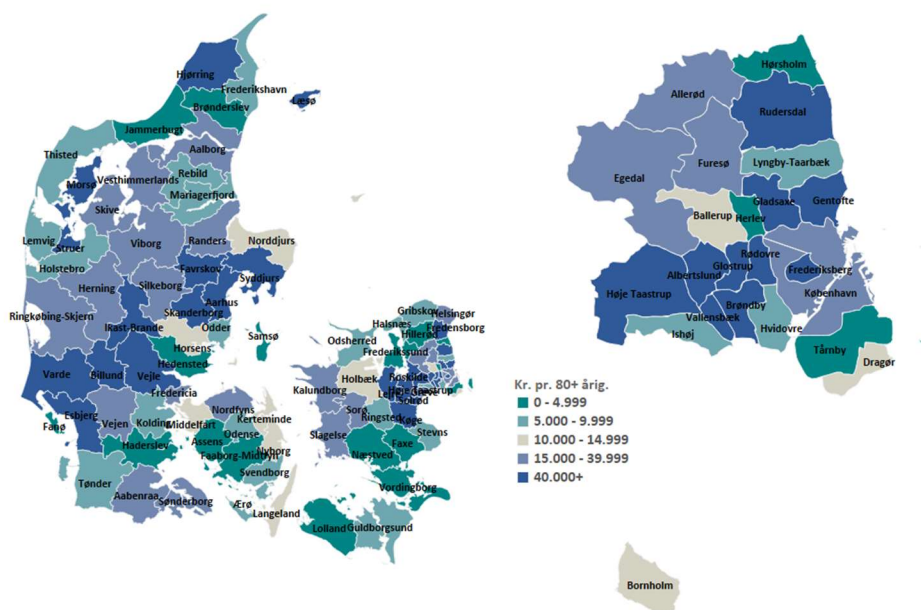 Hjørring
Frederikshavn
Læsø
Brønderslev
Jammerbugt
Thisted
Aalborg
Rebild
Vesthimmerlands
Morsø
Mariagerfjord
Skive
Lemvig
Struer
Viborg
Randers
Norddjurs
Holstebro
Favrskov
Syddjurs
Herning
Silkeborg
Aarhus
Skanderborg
Ringkøbing-Skjern
Ikast-Brande
Odder
Samsø
Horsens
Hedensted
Varde
Billund
Vejle
Fredericia
Esbjerg
Fanø
Vejen
Kolding
Middelfart
Nordfyns
Kerteminde
Odense
Assens
Nyborg
Haderslev
Faaborg-Midtfyn
Svendborg
Tønder
Aabenraa
Sønderborg
Ærø
Langeland
Gribskov
Helsingør
Halsnæs
Hillerød
Fredensborg
Odsherred
Frederikssund
Holbæk
Roskilde
Høje Taastrup
Kalundborg
Lejre
Greve
Solrød
Sorø
Ringsted
Køge
Slagelse
Stevns
Næstved
Faxe
Vordingborg
Lolland
Guldborgsund
Hørsholm
Allerød
Rudersdal
Furesø
Lyngby-Taarbæk
Egedal
Ballerup
Herlev
Gladsaxe
Gentofte
Rødovre
Glostrup
Albertslund
Frederiksberg
Høje Taastrup
Brøndby
København
Vallensbæk
Ishøj
Hvidovre
Tårnby
Dragør
Kr. pr. 80+ årig.
0 - 4.999
5.000 - 9.999
10.000 - 14.999
15.000 - 39.999
40.000+
Bornholm